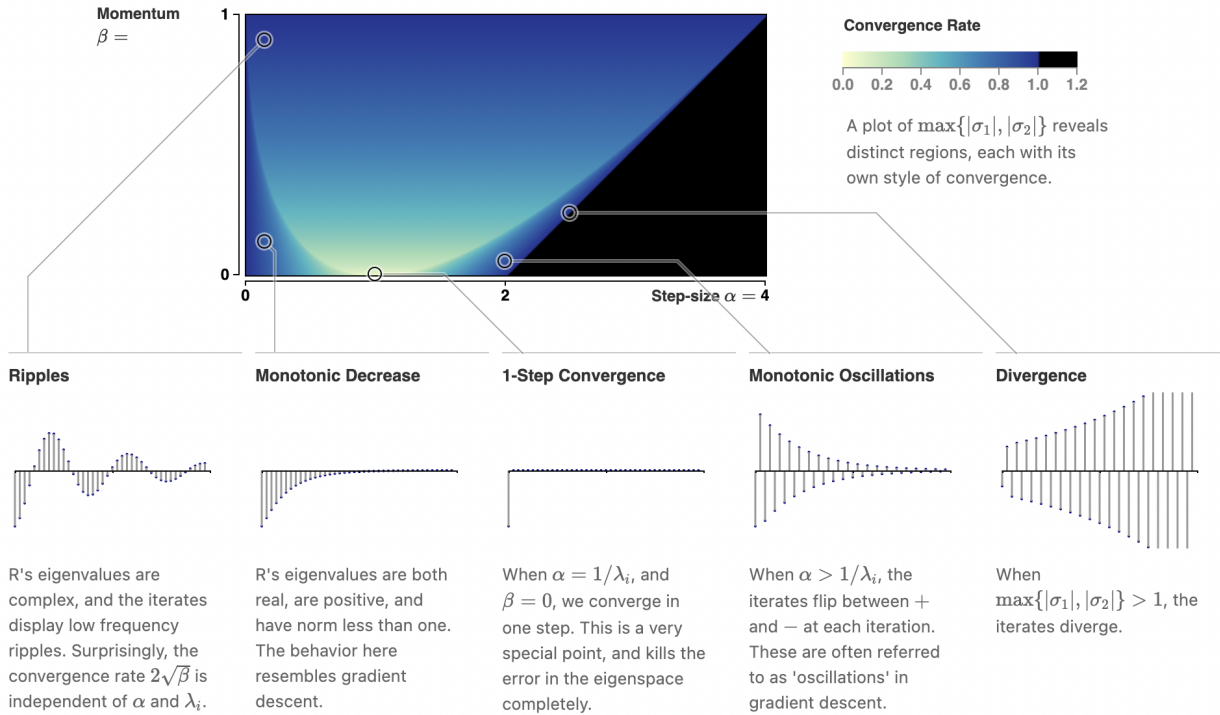 Momentum
β =
1
0
0
2
Step-size α = 4
Convergence Rate
0.0 0.2 0.4 0.6 0.8 1.0 1.2
A plot of max{|σ₁|, |σ₂|} reveals
distinct regions, each with its
own style of convergence.
Ripples
R's eigenvalues are
complex, and the iterates
display low frequency
ripples. Surprisingly, the
convergence rate 2√β is
independent of α and λᵢ.
Monotonic Decrease
R's eigenvalues are both
real, are positive, and
have norm less than one.
The behavior here
resembles gradient
descent.
1-Step Convergence
When α = 1/λᵢ, and
β = 0, we converge in
one step. This is a very
special point, and kills the
error in the eigenspace
completely.
Monotonic Oscillations
When α > 1/λᵢ, the
iterates flip between +
and − at each iteration.
These are often referred
to as 'oscillations' in
gradient descent.
Divergence
When
max{|σ₁|, |σ₂|} > 1, the
iterates diverge.